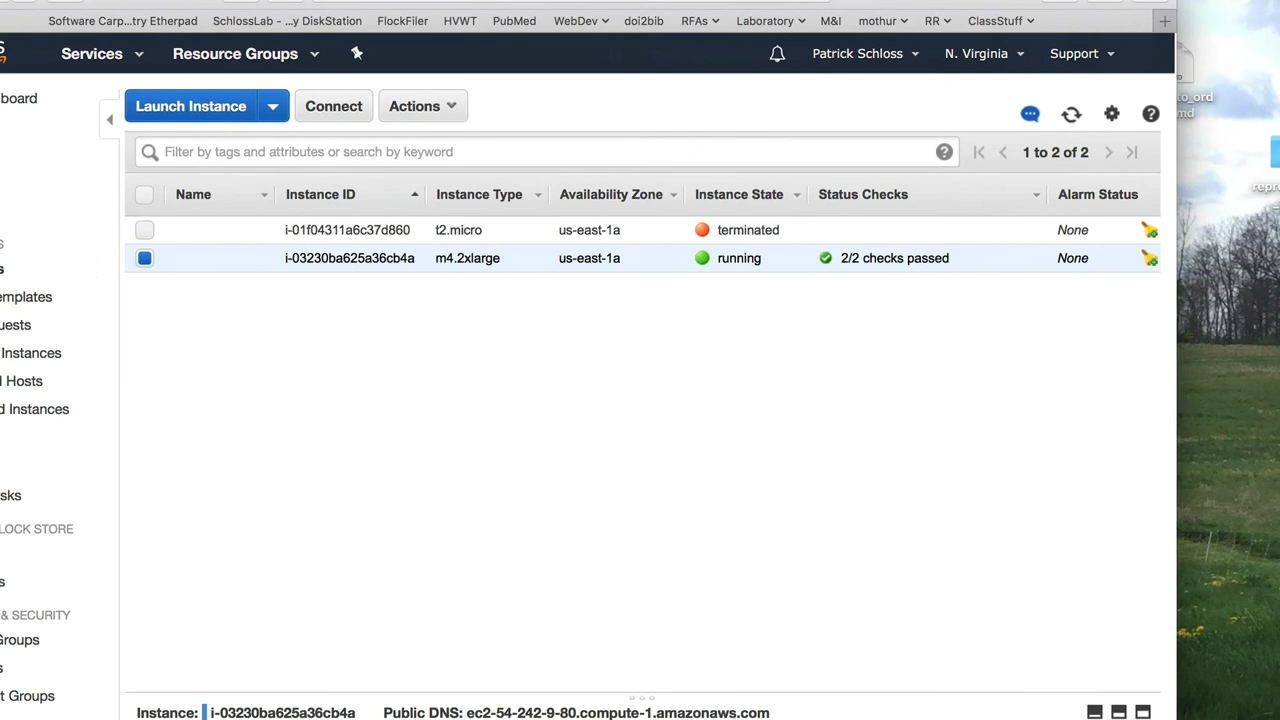 Software Carp...try Etherpad SchlossLab - ...y DiskStation FlockFiler HVWT PubMed WebDev doi2bib RFAs Laboratory M&I mothur RR ClassStuff
S Services Resource Groups Patrick Schloss N. Virginia Support
board
Launch Instance Connect Actions
to_ord
md
Filter by tags and attributes or search by keyword 1 to 2 of 2
repr
Name Instance ID Instance Type Availability Zone Instance State Status Checks Alarm Status
i-01f04311a6c37d860 t2.micro us-east-1a terminated None
i-03230ba625a36cb4a m4.2xlarge us-east-1a running 2/2 checks passed None
S
s
emplates
uests
Instances
d Hosts
d Instances
sks
LOCK STORE
s
& SECURITY
Groups
s
t Groups
Instance: i-03230ba625a36cb4a Public DNS: ec2-54-242-9-80.compute-1.amazonaws.com